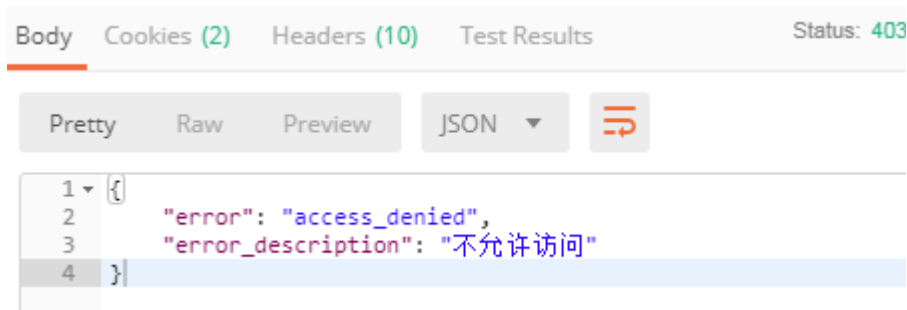 Body Cookies (2) Headers (10) Test Results Status: 403
Pretty Raw Preview JSON
1 {
2 "error": "access_denied",
3 "error_description": "不允许访问"
4 }